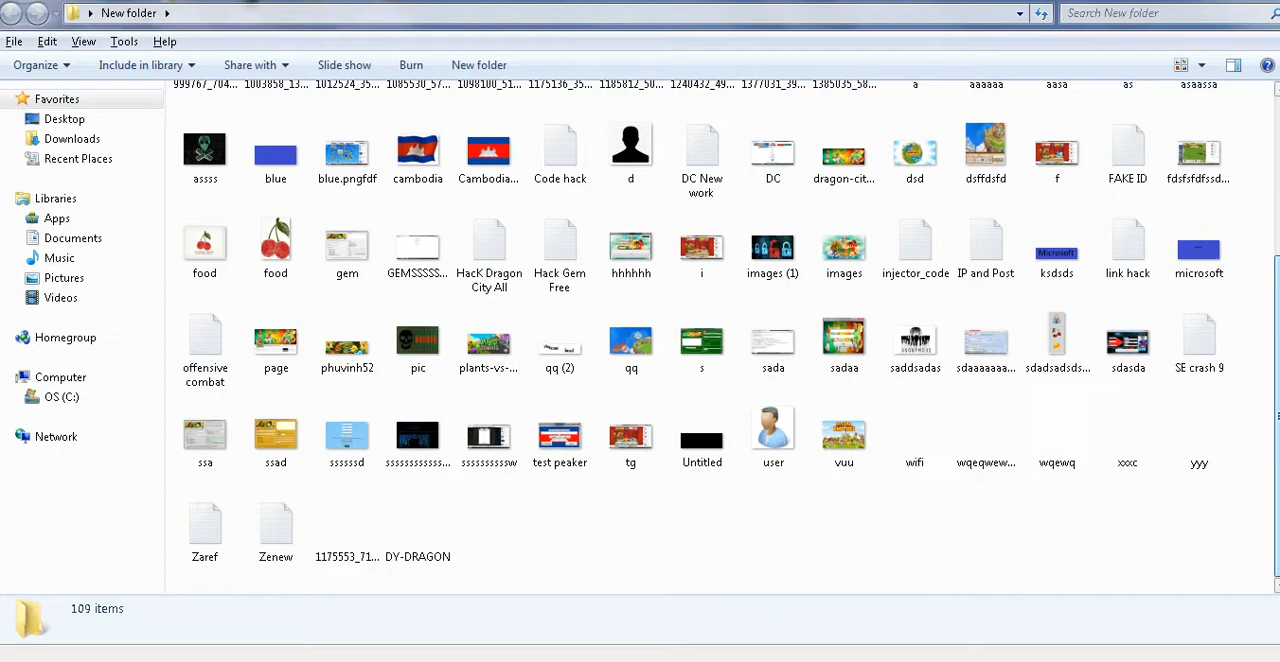 New folder
Search New folder
File Edit View Tools Help
Organize Include in library Share with Slide show Burn New folder
Favorites
Desktop
Downloads
Recent Places
Libraries
Apps
Documents
Music
Pictures
Videos
Homegroup
Computer
OS (C:)
Network
999767_704... 1003858_13... 1012524_35... 1085530_57... 1175136_35... 1185812_50... 1240432_49... 1377031_39... 1385035_58... a aaaaaa aasa as asaassa
assss blue blue.pngfdf cambodia Cambodia... Code hack d DC New work DC dragon-cit... dsd dsffdsfd f FAKE ID fdsfsfdfssd...
food food gem GEMSSSSS... HacK Dragon City All Hack Gem Free hhhhhh i images (1) images injector_code IP and Post ksdsds link hack microsoft
Microsoft
offensive combat page phuvinh52 pic plants-vs-... qq (2) qq s sada sadaa saddsadas sdaaaaaaa... sdadsadsds... sdasda SE crash 9
ANONYMOUS
ssa ssad ssssssd ssssssssssss... ssssssssssw test peaker tg Untitled user vuu wifi wqeqwew... wqewq xxxc yyy
Zaref Zenew 1175553_71... DY-DRAGON
109 items